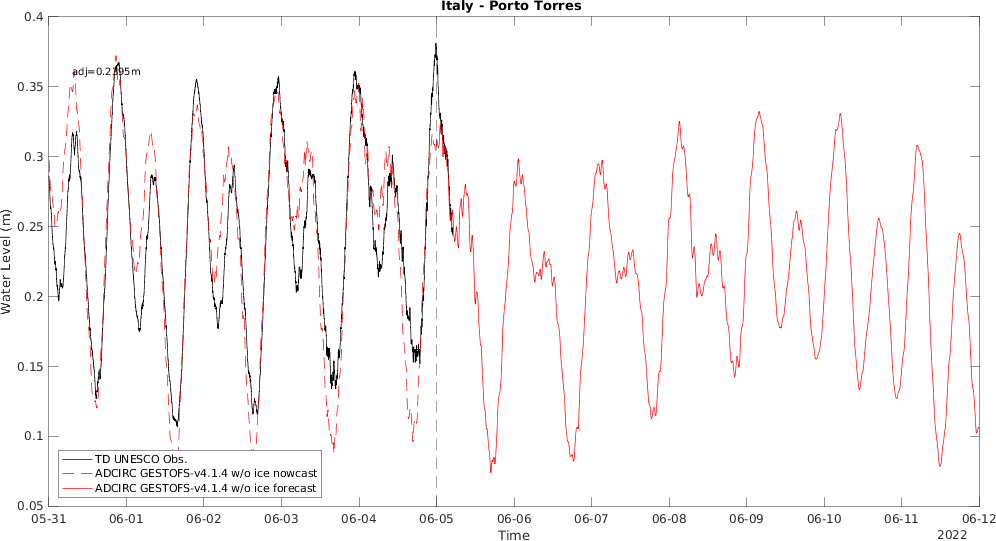 Italy - Porto Torres
0.4
0.35
0.3
0.25
0.2
0.15
0.1
0.05
Water Level (m)
adj=0.2395m
TD UNESCO Obs.
ADCIRC GESTOFS-v4.1.4 w/o ice nowcast
ADCIRC GESTOFS-v4.1.4 w/o ice forecast
05-31 06-01 06-02 06-03 06-04 06-05 06-06 06-07 06-08 06-09 06-10 06-11 06-12
Time
2022